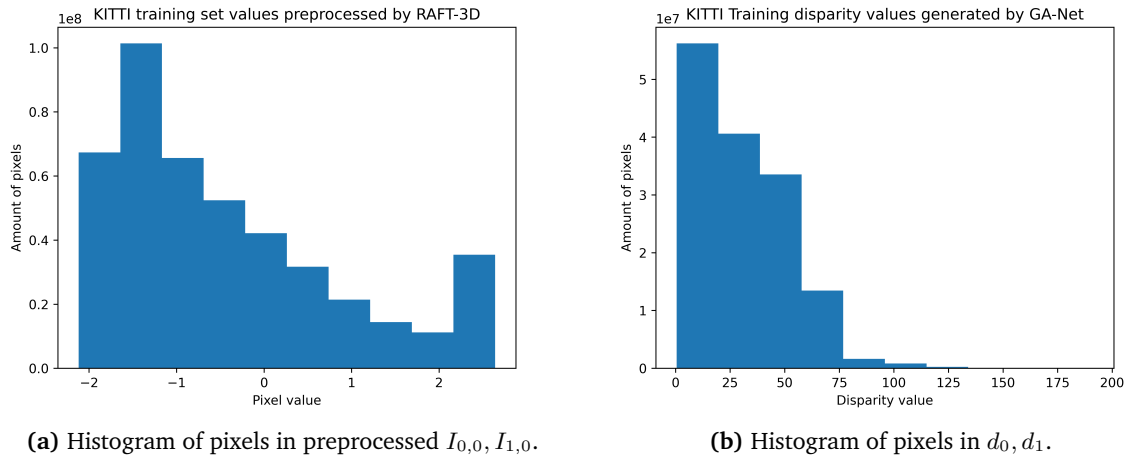 KITTI training set values preprocessed by RAFT-3D
1e8
1.0
0.8
0.6
0.4
0.2
0.0
Amount of pixels
−2
−1
0
1
2
Pixel value
(a) Histogram of pixels in preprocessed I0,0, I1,0.
KITTI Training disparity values generated by GA-Net
1e7
5
4
3
2
1
0
Amount of pixels
0
25
50
75
100
125
150
175
200
Disparity value
(b) Histogram of pixels in d0, d1.